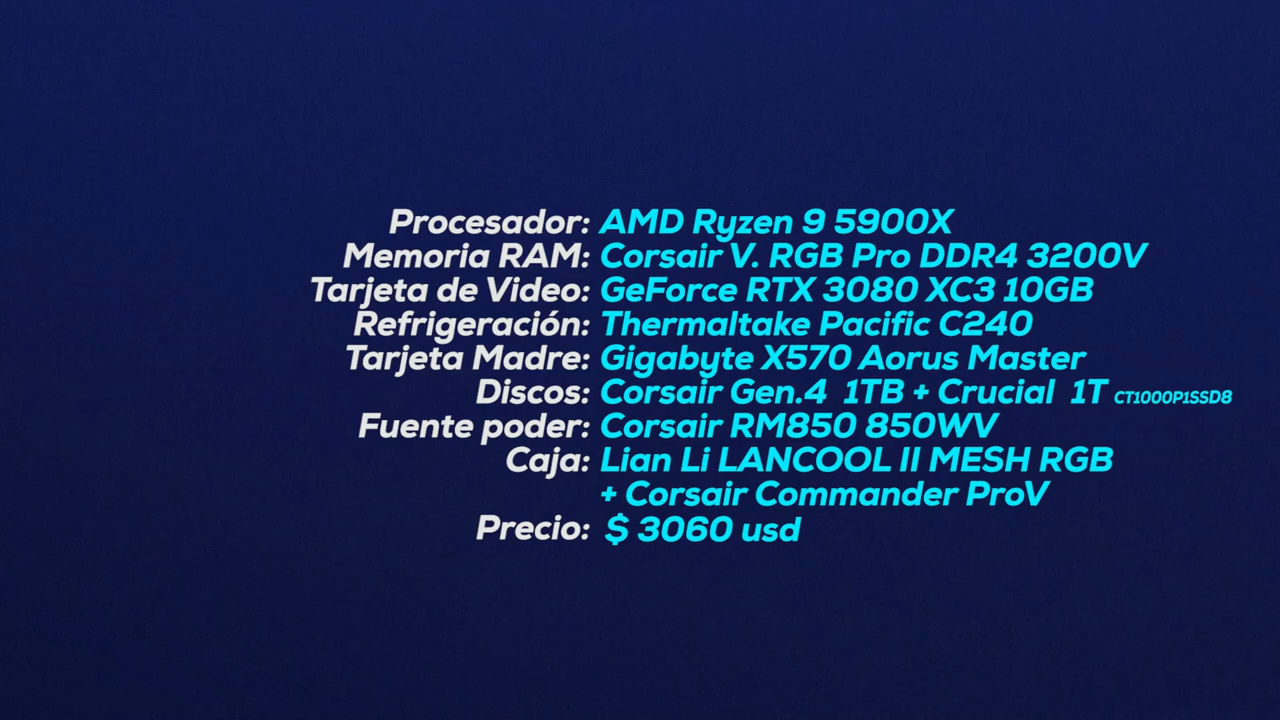 Procesador: AMD Ryzen 9 5900X
Memoria RAM: Corsair V. RGB Pro DDR4 3200V
Tarjeta de Video: GeForce RTX 3080 XC3 10GB
Refrigeración: Thermaltake Pacific C240
Tarjeta Madre: Gigabyte X570 Aorus Master
Discos: Corsair Gen.4 1TB + Crucial 1T CT1000P1SSD8
Fuente poder: Corsair RM850 850WV
Caja: Lian Li LANCOOL II MESH RGB
+ Corsair Commander ProV
Precio: $ 3060 usd